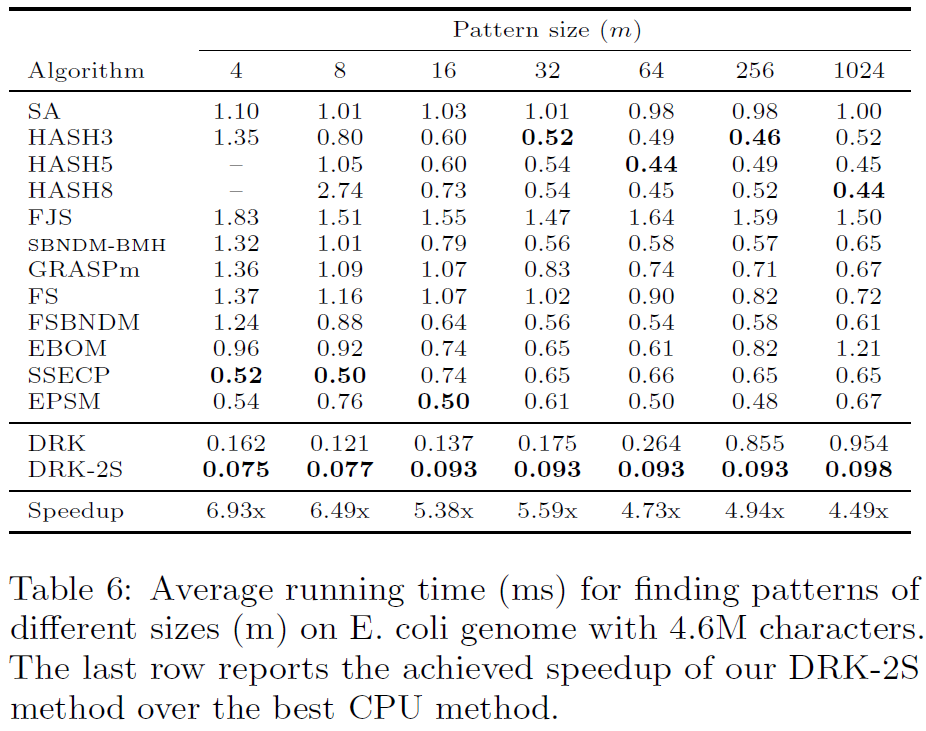 Pattern size (m)
Algorithm 4 8 16 32 64 256 1024
SA 1.10 1.01 1.03 1.01 0.98 0.98 1.00
HASH3 1.35 0.80 0.60 0.52 0.49 0.46 0.52
HASH5 – 1.05 0.60 0.54 0.44 0.49 0.45
HASH8 – 2.74 0.73 0.54 0.45 0.52 0.44
FJS 1.83 1.51 1.55 1.47 1.64 1.59 1.50
SBNDM-BMH 1.32 1.01 0.79 0.56 0.58 0.57 0.65
GRASPm 1.36 1.09 1.07 0.83 0.74 0.71 0.67
FS 1.37 1.16 1.07 1.02 0.90 0.82 0.72
FSBNDM 1.24 0.88 0.64 0.56 0.54 0.58 0.61
EBOM 0.96 0.92 0.74 0.65 0.61 0.82 1.21
SSECP 0.52 0.50 0.74 0.65 0.66 0.65 0.65
EPSM 0.54 0.76 0.50 0.61 0.50 0.48 0.67
DRK 0.162 0.121 0.137 0.175 0.264 0.855 0.954
DRK-2S 0.075 0.077 0.093 0.093 0.093 0.093 0.098
Speedup 6.93x 6.49x 5.38x 5.59x 4.73x 4.94x 4.49x
Table 6: Average running time (ms) for finding patterns of
different sizes (m) on E. coli genome with 4.6M characters.
The last row reports the achieved speedup of our DRK-2S
method over the best CPU method.